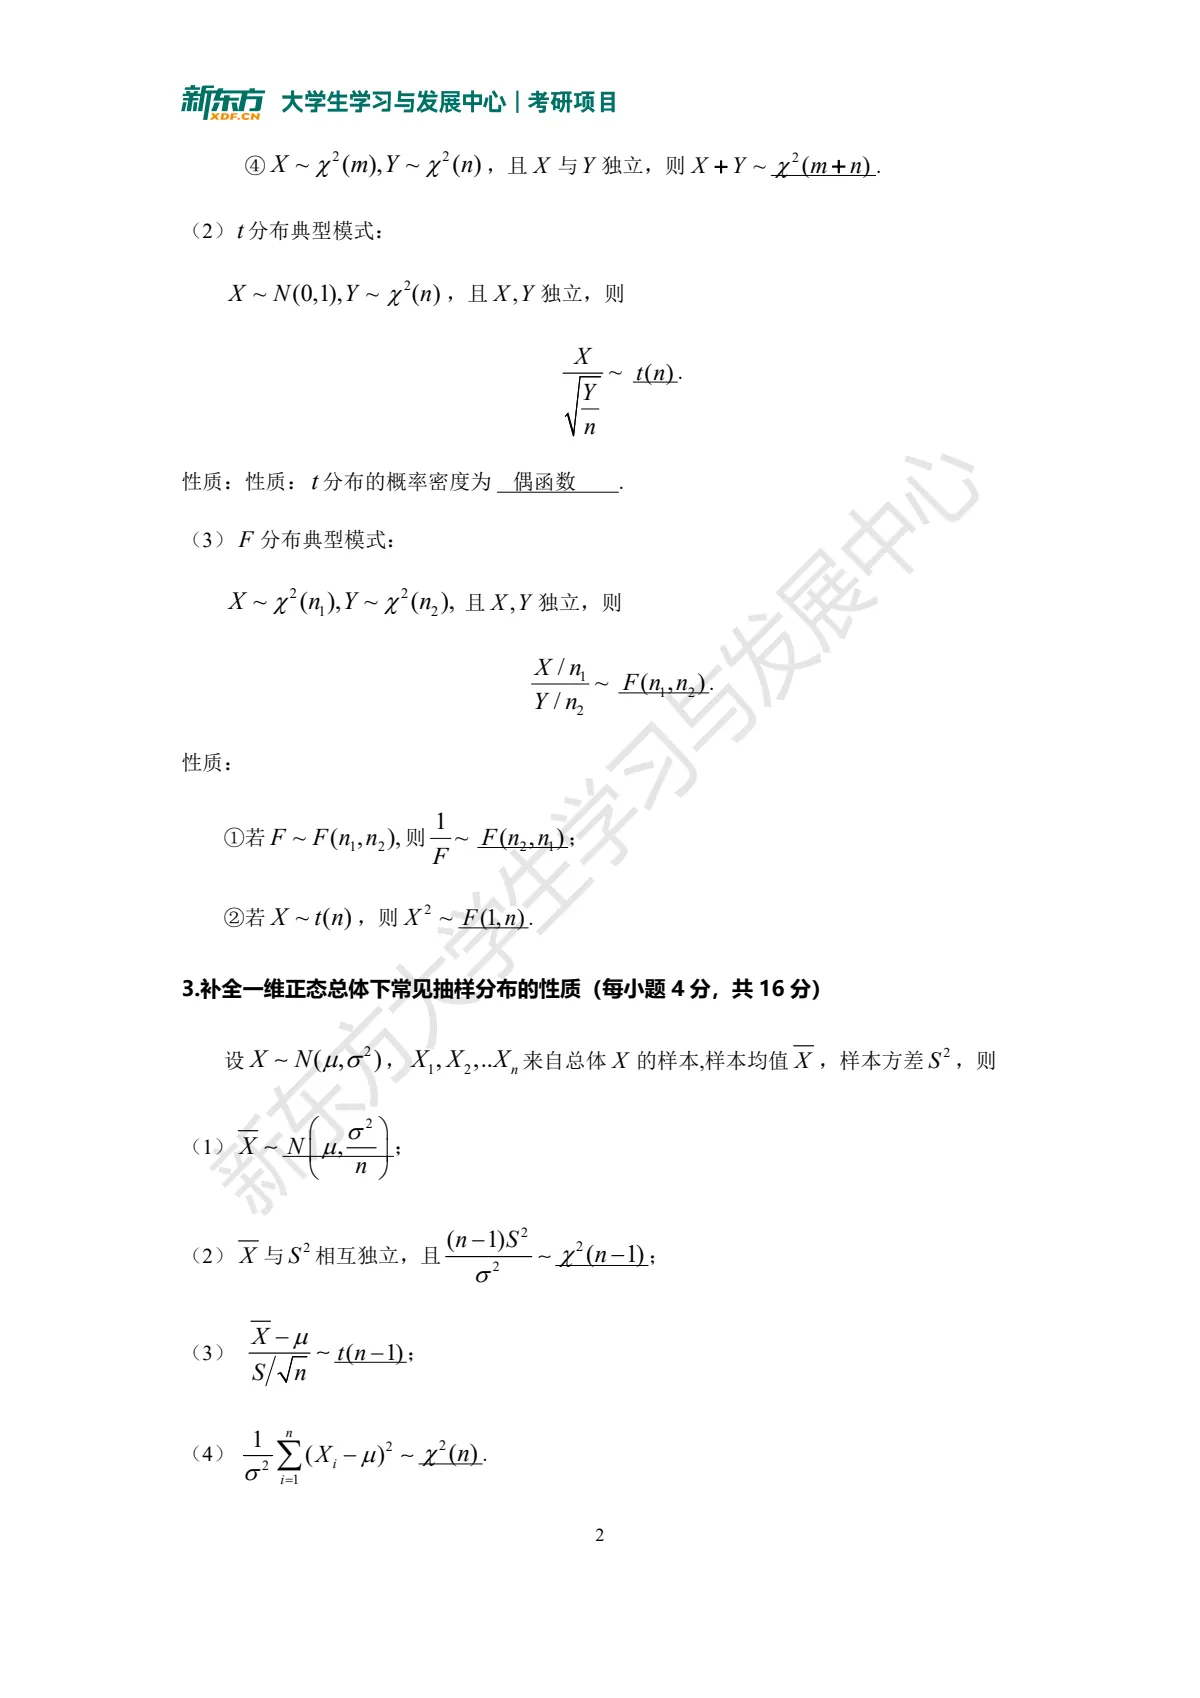 新东方 XDF.CN 大学生学习与发展中心 | 考研项目
④ X ~ χ²(m), Y ~ χ²(n)，且 X 与 Y 独立，则 X + Y ~ χ²(m+n).
（2）t 分布典型模式：
X ~ N(0,1), Y ~ χ²(n)，且 X,Y 独立，则
X / √(Y/n) ~ t(n).
性质：性质：t 分布的概率密度为 偶函数 .
（3）F 分布典型模式：
X ~ χ²(n₁), Y ~ χ²(n₂), 且 X,Y 独立，则
(X / n₁) / (Y / n₂) ~ F(n₁,n₂).
性质：
①若 F ~ F(n₁,n₂), 则 1/F ~ F(n₂,n₁)；
②若 X ~ t(n)，则 X² ~ F(1,n).
3.补全一维正态总体下常见抽样分布的性质（每小题 4 分，共 16 分）
设 X ~ N(μ,σ²)，X₁,X₂,..Xₙ 来自总体 X 的样本,样本均值 X̄，样本方差 S²，则
（1）X̄ ~ N(μ, σ²/n)；
（2）X̄ 与 S² 相互独立，且 (n−1)S²/σ² ~ χ²(n−1)；
（3）(X̄ − μ)/(S/√n) ~ t(n−1)；
（4）1/σ² ∑ᵢ₌₁ⁿ (Xᵢ − μ)² ~ χ²(n).
2
新东方大学生学习与发展中心